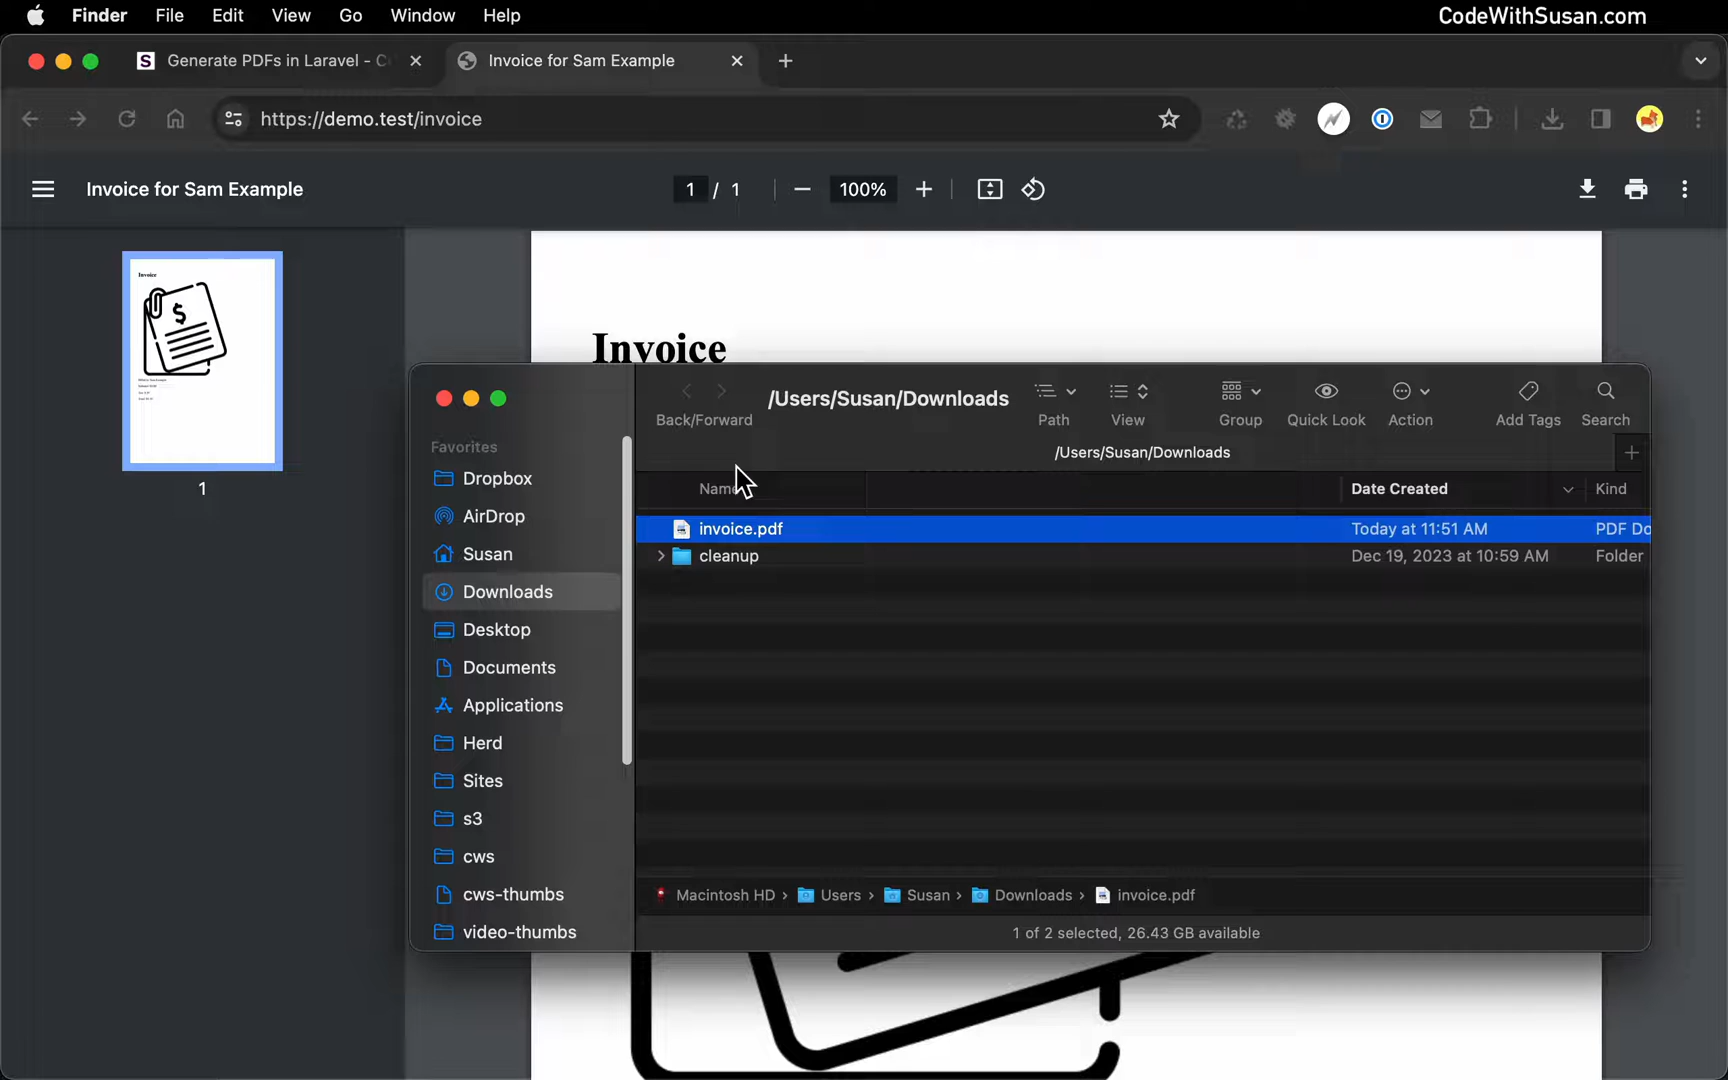 Finder File Edit View Go Window Help CodeWithSusan.com
Generate PDFs in Laravel - C Invoice for Sam Example
https://demo.test/invoice
Invoice for Sam Example 1 / 1 100%
Invoice
$
1
Invoice
/Users/Susan/Downloads
Back/Forward Path View Group Quick Look Action Add Tags Search
/Users/Susan/Downloads
Favorites
Dropbox
AirDrop
Susan
Downloads
Desktop
Documents
Applications
Herd
Sites
s3
cws
cws-thumbs
video-thumbs
Name Date Created Kind
invoice.pdf Today at 11:51 AM PDF Do
cleanup Dec 19, 2023 at 10:59 AM Folder
Macintosh HD › Users › Susan › Downloads › invoice.pdf
1 of 2 selected, 26.43 GB available